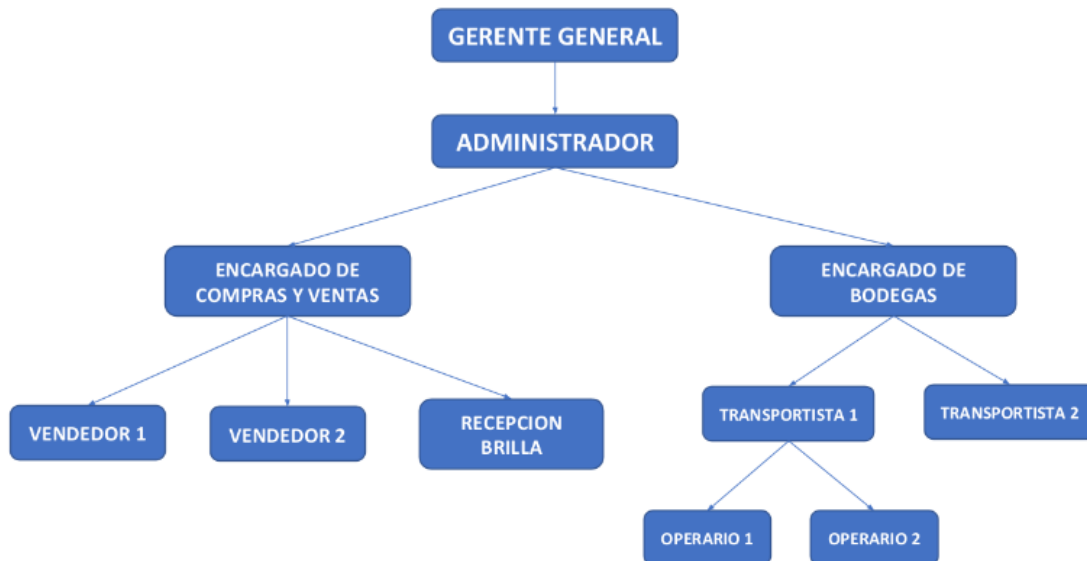 GERENTE GENERAL
ADMINISTRADOR
ENCARGADO DE
COMPRAS Y VENTAS
ENCARGADO DE
BODEGAS
VENDEDOR 1
VENDEDOR 2
RECEPCION
BRILLA
TRANSPORTISTA 1
TRANSPORTISTA 2
OPERARIO 1
OPERARIO 2